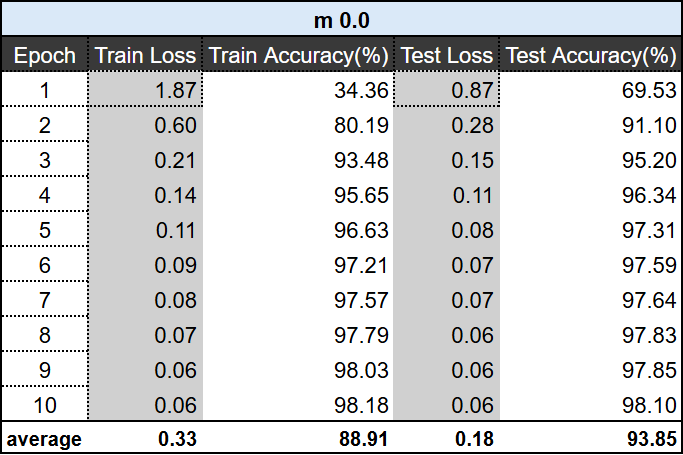 m 0.0
Epoch Train Loss Train Accuracy(%) Test Loss Test Accuracy(%)
1 1.87 34.36 0.87 69.53
2 0.60 80.19 0.28 91.10
3 0.21 93.48 0.15 95.20
4 0.14 95.65 0.11 96.34
5 0.11 96.63 0.08 97.31
6 0.09 97.21 0.07 97.59
7 0.08 97.57 0.07 97.64
8 0.07 97.79 0.06 97.83
9 0.06 98.03 0.06 97.85
10 0.06 98.18 0.06 98.10
average 0.33 88.91 0.18 93.85